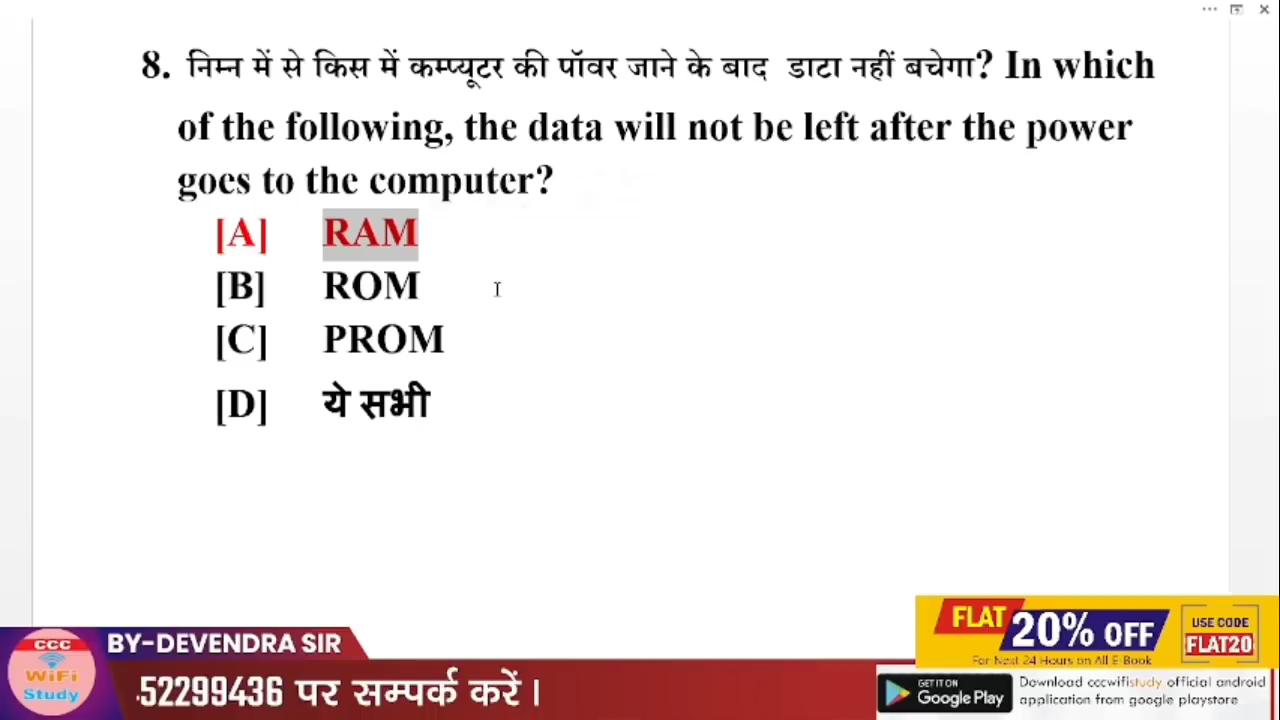 8. निम्न में से किस में कम्प्यूटर की पॉवर जाने के बाद डाटा नहीं बचेगा? In which
of the following, the data will not be left after the power
goes to the computer?
[A] RAM
[B] ROM
[C] PROM
[D] ये सभी
FLAT 20% OFF
For Next 24 Hours on All E-Book
USE CODE
FLAT20
CCC
WiFi
Study
BY-DEVENDRA SIR
52299436 पर सम्पर्क करें।
GET IT ON
Google Play
Download cccwifistudy official android
application from google playstore